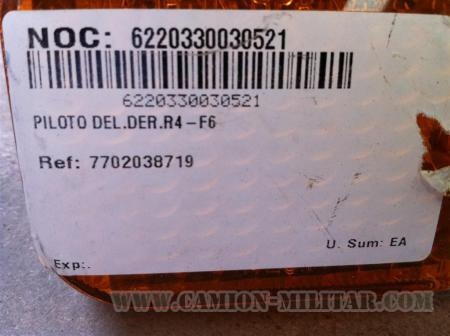 NOC: 6220330030521
6220330030521
PILOTO DEL.DER.R4-F6
Ref: 7702038719
U. Sum: EA
Exp:.
WWW.CAMION-MILITAR.COM